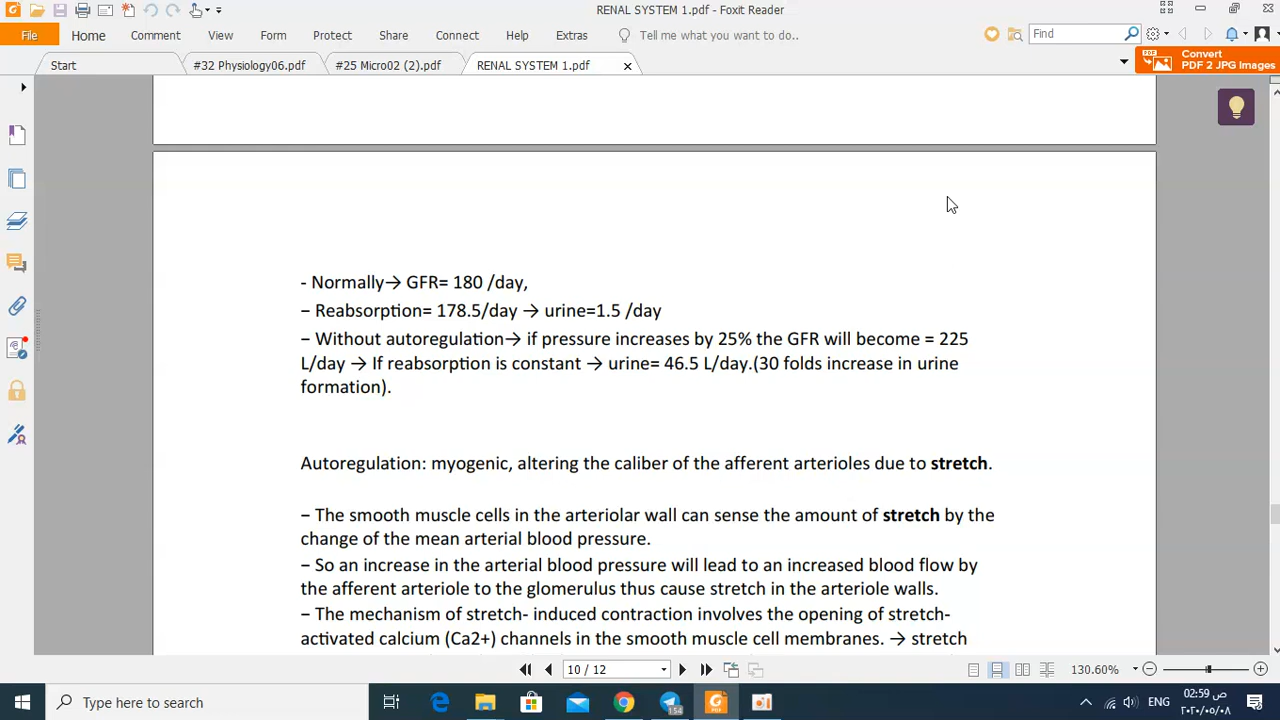 RENAL SYSTEM 1.pdf - Foxit Reader
File Home Comment View Form Protect Share Connect Help Extras Tell me what you want to do.. Find
Start #32 Physiology06.pdf #25 Micro02 (2).pdf RENAL SYSTEM 1.pdf
Convert
PDF 2 JPG Images
- Normally→ GFR= 180 /day,
− Reabsorption= 178.5/day → urine=1.5 /day
− Without autoregulation→ if pressure increases by 25% the GFR will become = 225
L/day → If reabsorption is constant → urine= 46.5 L/day.(30 folds increase in urine
formation).
Autoregulation: myogenic, altering the caliber of the afferent arterioles due to stretch.
− The smooth muscle cells in the arteriolar wall can sense the amount of stretch by the
change of the mean arterial blood pressure.
− So an increase in the arterial blood pressure will lead to an increased blood flow by
the afferent arteriole to the glomerulus thus cause stretch in the arteriole walls.
− The mechanism of stretch- induced contraction involves the opening of stretch-
activated calcium (Ca2+) channels in the smooth muscle cell membranes. → stretch
10 / 12 130.60%
Type here to search
154
ENG
02:59 ص
٢٠٢٠/٠٥/٠٨